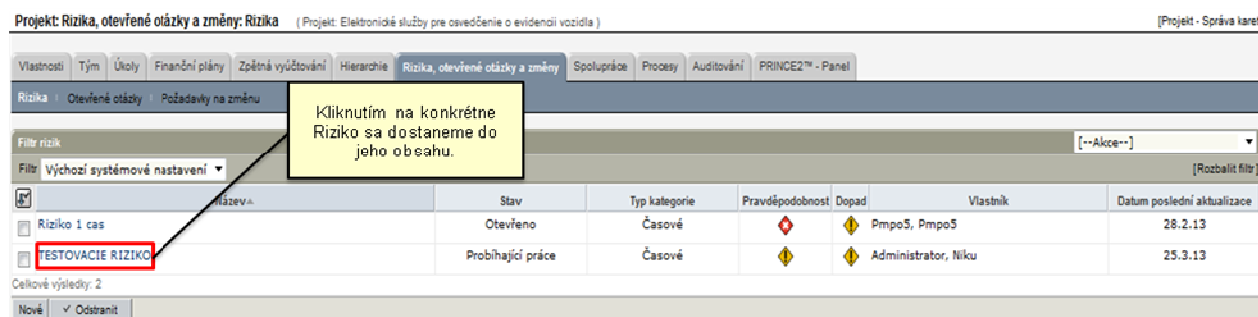 Projekt: Rizika, otevřené otázky a změny: Rizika (Projekt: Elektronické služby pre osvedčenie o evidencii vozidla ) [Projekt - Správa karet
Vlastnosti Tým Úkoly Finanční plány Zpětná vyúčtování Hierarchie Rizika, otevřené otázky a změny Spolupráce Procesy Auditování PRINCE2™ - Panel
Rizika Otevřené otázky Požadavky na změnu
Kliknutím na konkrétne
Riziko sa dostaneme do
jeho obsahu.
Filtr rizik [--Akce--]
Filtr Výchozí systémové nastavení [Rozbalit filtr]
Název Stav Typ kategorie Pravděpodobnost Dopad Vlastník Datum poslední aktualizace
Riziko 1 cas Otevřeno Časové Pmpo5, Pmpo5 28.2.13
TESTOVACIE RIZIKO Probíhající práce Časové Administrator, Niku 25.3.13
Celkové výsledky: 2
Nové ✓ Odstranit